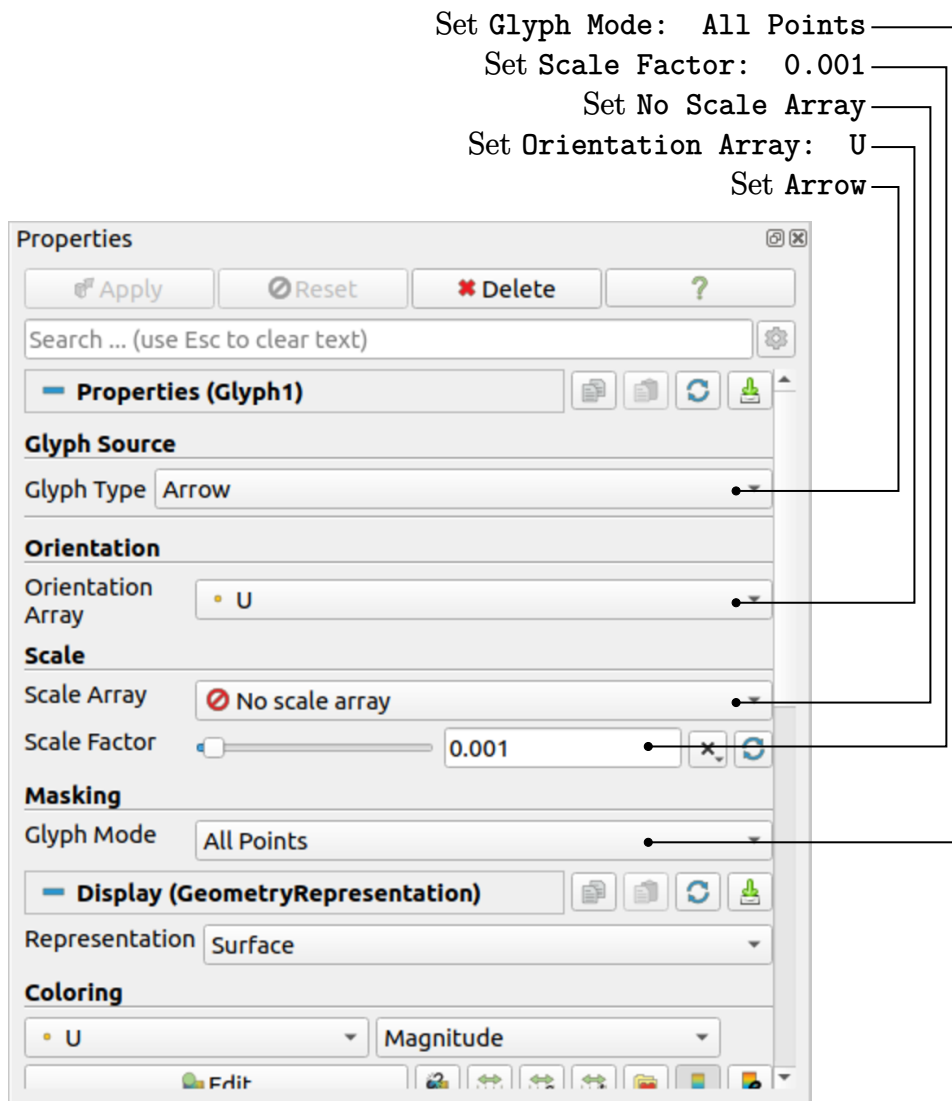 Set Glyph Mode: All Points
Set Scale Factor: 0.001
Set No Scale Array
Set Orientation Array: U
Set Arrow
Properties
Apply Reset Delete ?
Search ... (use Esc to clear text)
Properties (Glyph1)
Glyph Source
Glyph Type Arrow
Orientation
Orientation
Array
U
Scale
Scale Array No scale array
Scale Factor 0.001
Masking
Glyph Mode All Points
Display (GeometryRepresentation)
Representation Surface
Coloring
U Magnitude
Edit